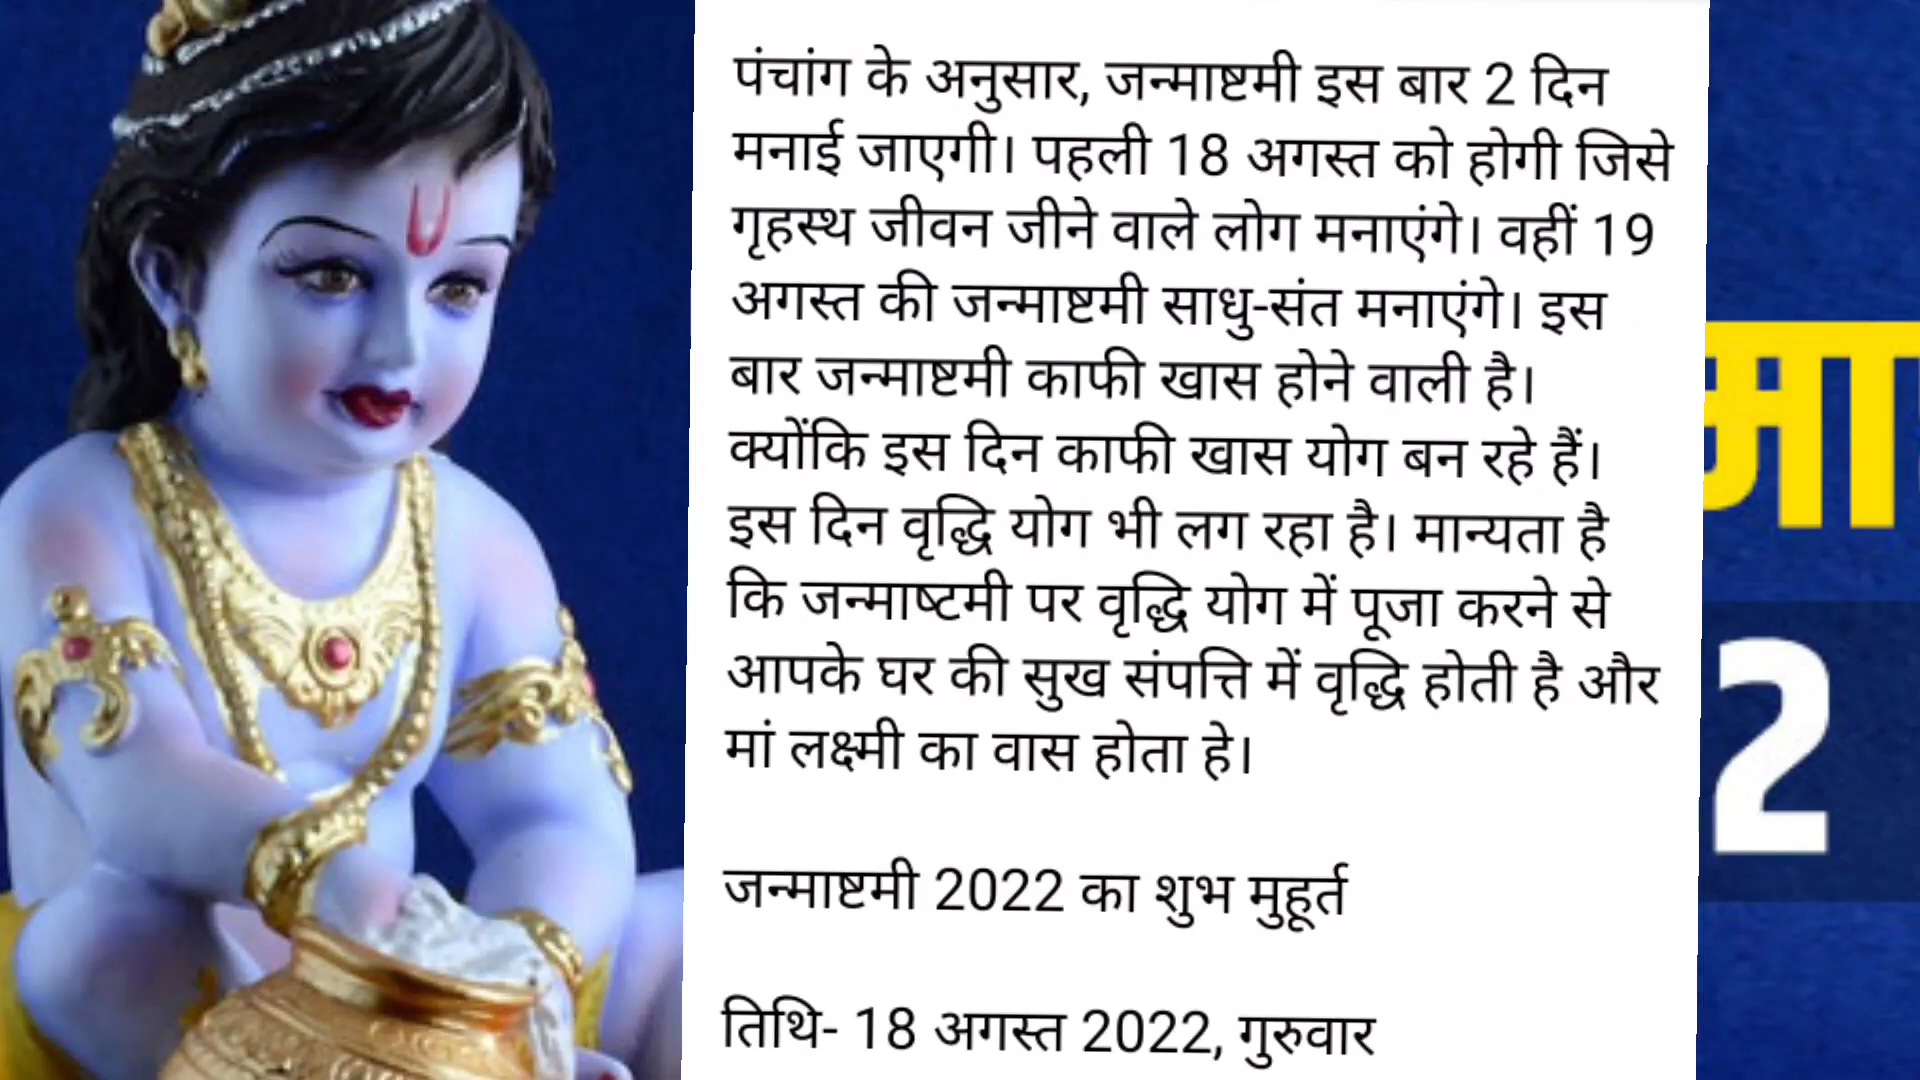 पंचांग के अनुसार, जन्माष्टमी इस बार 2 दिन
मनाई जाएगी। पहली 18 अगस्त को होगी जिसे
गृहस्थ जीवन जीने वाले लोग मनाएंगे। वहीं 19
अगस्त की जन्माष्टमी साधु-संत मनाएंगे। इस
बार जन्माष्टमी काफी खास होने वाली है।
क्योंकि इस दिन काफी खास योग बन रहे हैं।
इस दिन वृद्धि योग भी लग रहा है। मान्यता है
कि जन्माष्टमी पर वृद्धि योग में पूजा करने से
आपके घर की सुख संपत्ति में वृद्धि होती है और
मां लक्ष्मी का वास होता हे।
जन्माष्टमी 2022 का शुभ मुहूर्त
तिथि- 18 अगस्त 2022, गुरुवार
2